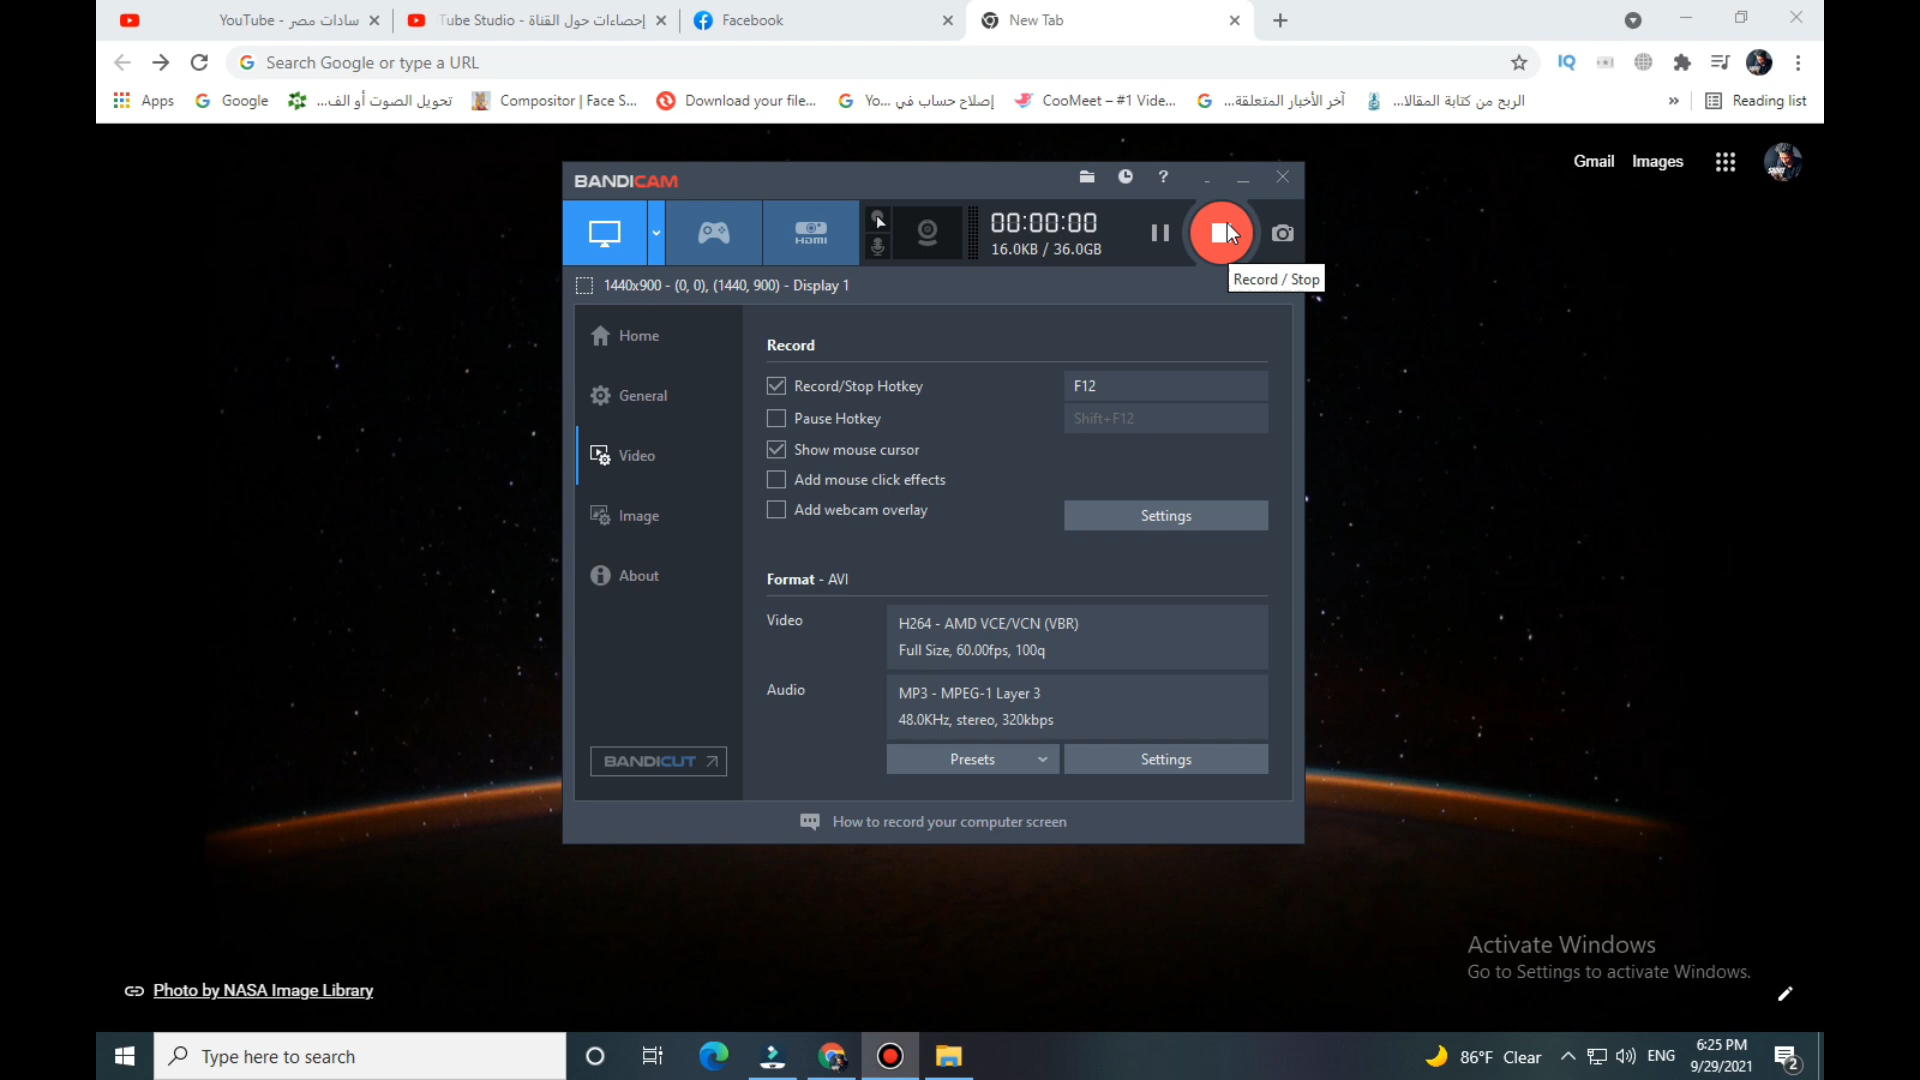 YouTube - سادات مصر
Tube Studio - إحصاءات حول القناة
Facebook
New Tab
Search Google or type a URL
IQ
Apps
Google
تحويل الصوت أو الف...
Compositor | Face S...
Download your file...
إصلاح حساب في Yo...
CooMeet – #1 Vide...
آخر الأخبار المتعلقة...
الربح من كتابة المقالا...
»
Reading list
Gmail
Images
BANDICAM
?
HDMI
00:00:00
16.0KB / 36.0GB
Record / Stop
1440x900 - (0, 0), (1440, 900) - Display 1
Home
General
Video
Image
About
BANDICUT
Record
Record/Stop Hotkey
F12
Pause Hotkey
Shift+F12
Show mouse cursor
Add mouse click effects
Add webcam overlay
Settings
Format - AVI
Video
H264 - AMD VCE/VCN (VBR)
Full Size, 60.00fps, 100q
Audio
MP3 - MPEG-1 Layer 3
48.0KHz, stereo, 320kbps
Presets
Settings
How to record your computer screen
Activate Windows
Go to Settings to activate Windows.
Photo by NASA Image Library
Type here to search
86°F Clear
ENG
6:25 PM
9/29/2021
2